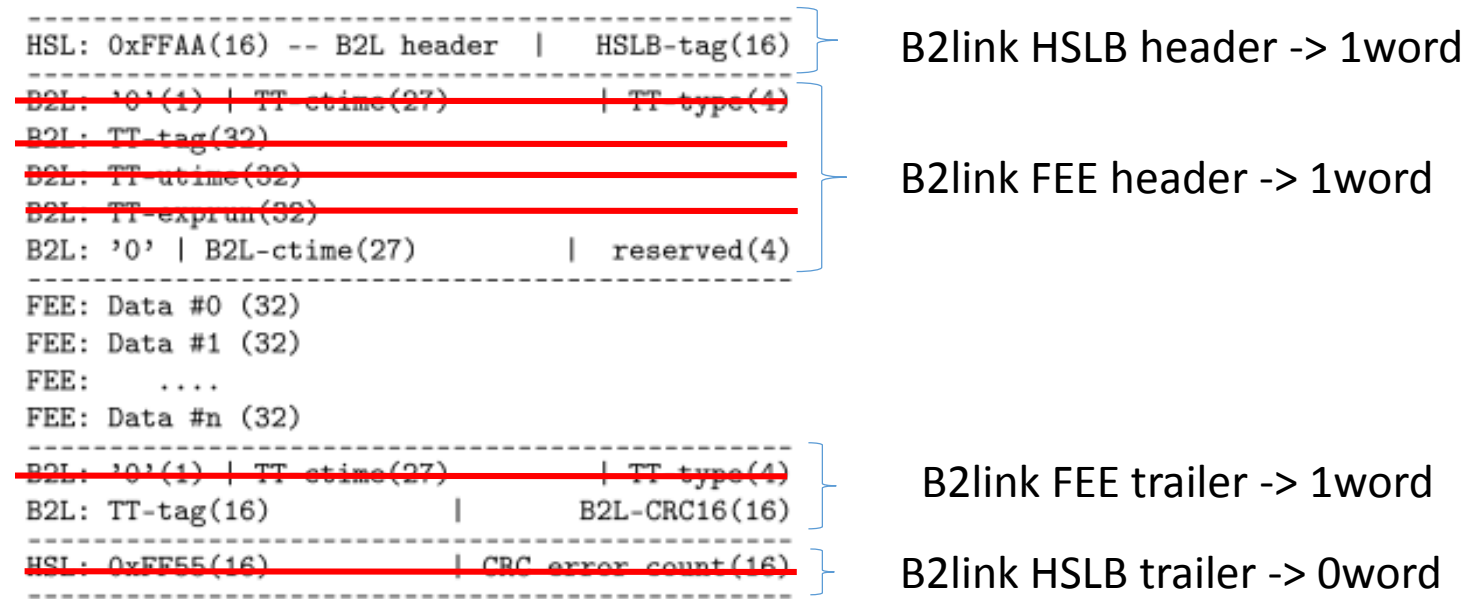 HSL: 0xFFAA(16) -- B2L header | HSLB-tag(16)
B2link HSLB header -> 1word
B2L: '0'(1) | TT-ctime(27) | TT-type(4)
B2L: TT-tag(32)
B2L: TT-utime(32)
B2link FEE header -> 1word
B2L: TT-exprun(32)
B2L: '0' | B2L-ctime(27) | reserved(4)
FEE: Data #0 (32)
FEE: Data #1 (32)
FEE: ....
FEE: Data #n (32)
B2L: '0'(1) | TT-ctime(27) | TT-type(4)
B2link FEE trailer -> 1word
B2L: TT-tag(16) | B2L-CRC16(16)
HSL: 0xFF55(16) | CRC error count(16)
B2link HSLB trailer -> 0word